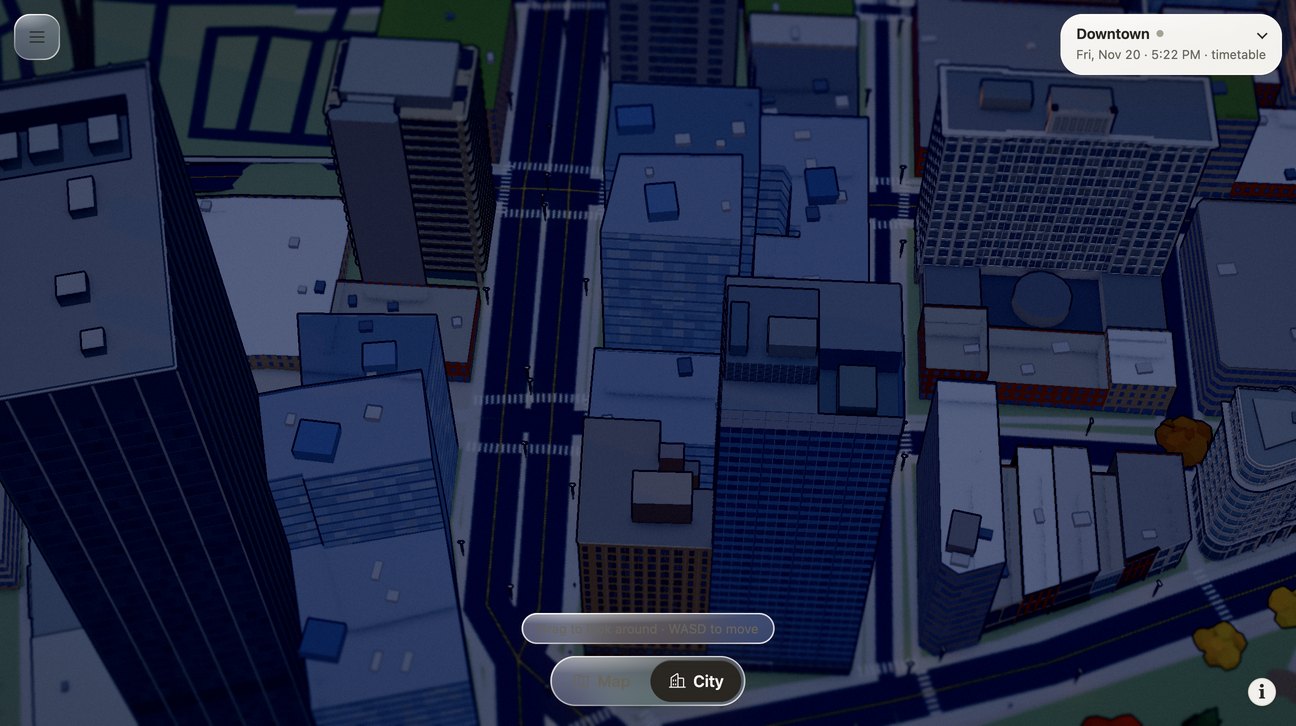 Downtown
Fri, Nov 20 · 5:22 PM · timetable
to look around · WASD to move
Map
City
i